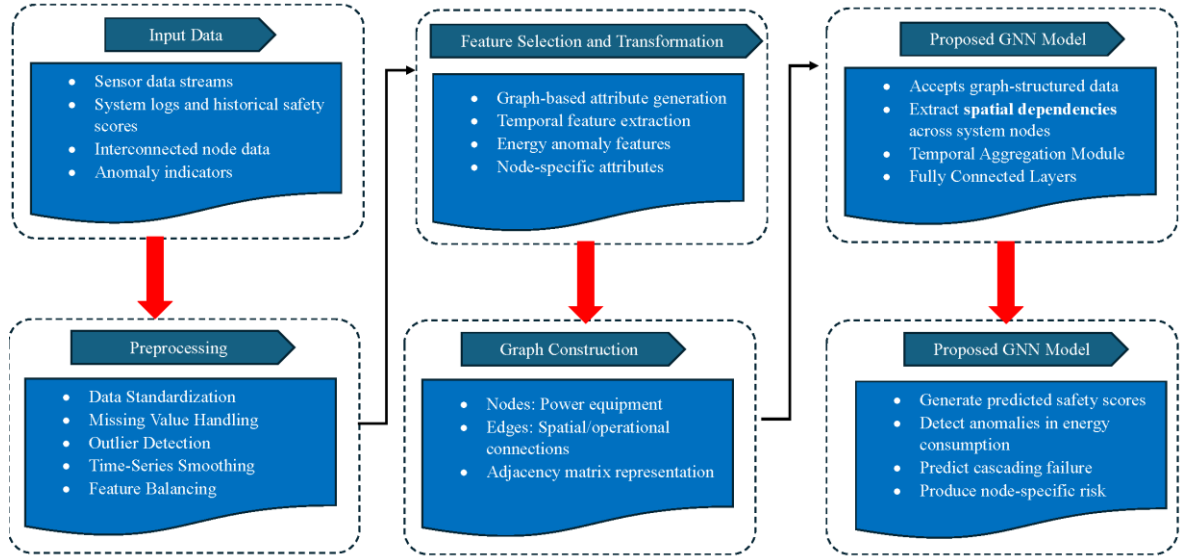 Input Data
Sensor data streams
System logs and historical safety
scores
Interconnected node data
Anomaly indicators
Preprocessing
Data Standardization
Missing Value Handling
Outlier Detection
Time-Series Smoothing
Feature Balancing
Feature Selection and Transformation
Graph-based attribute generation
Temporal feature extraction
Energy anomaly features
Node-specific attributes
Graph Construction
Nodes: Power equipment
Edges: Spatial/operational
connections
Adjacency matrix representation
Proposed GNN Model
Accepts graph-structured data
Extract spatial dependencies
across system nodes
Temporal Aggregation Module
Fully Connected Layers
Proposed GNN Model
Generate predicted safety scores
Detect anomalies in energy
consumption
Predict cascading failure
Produce node-specific risk